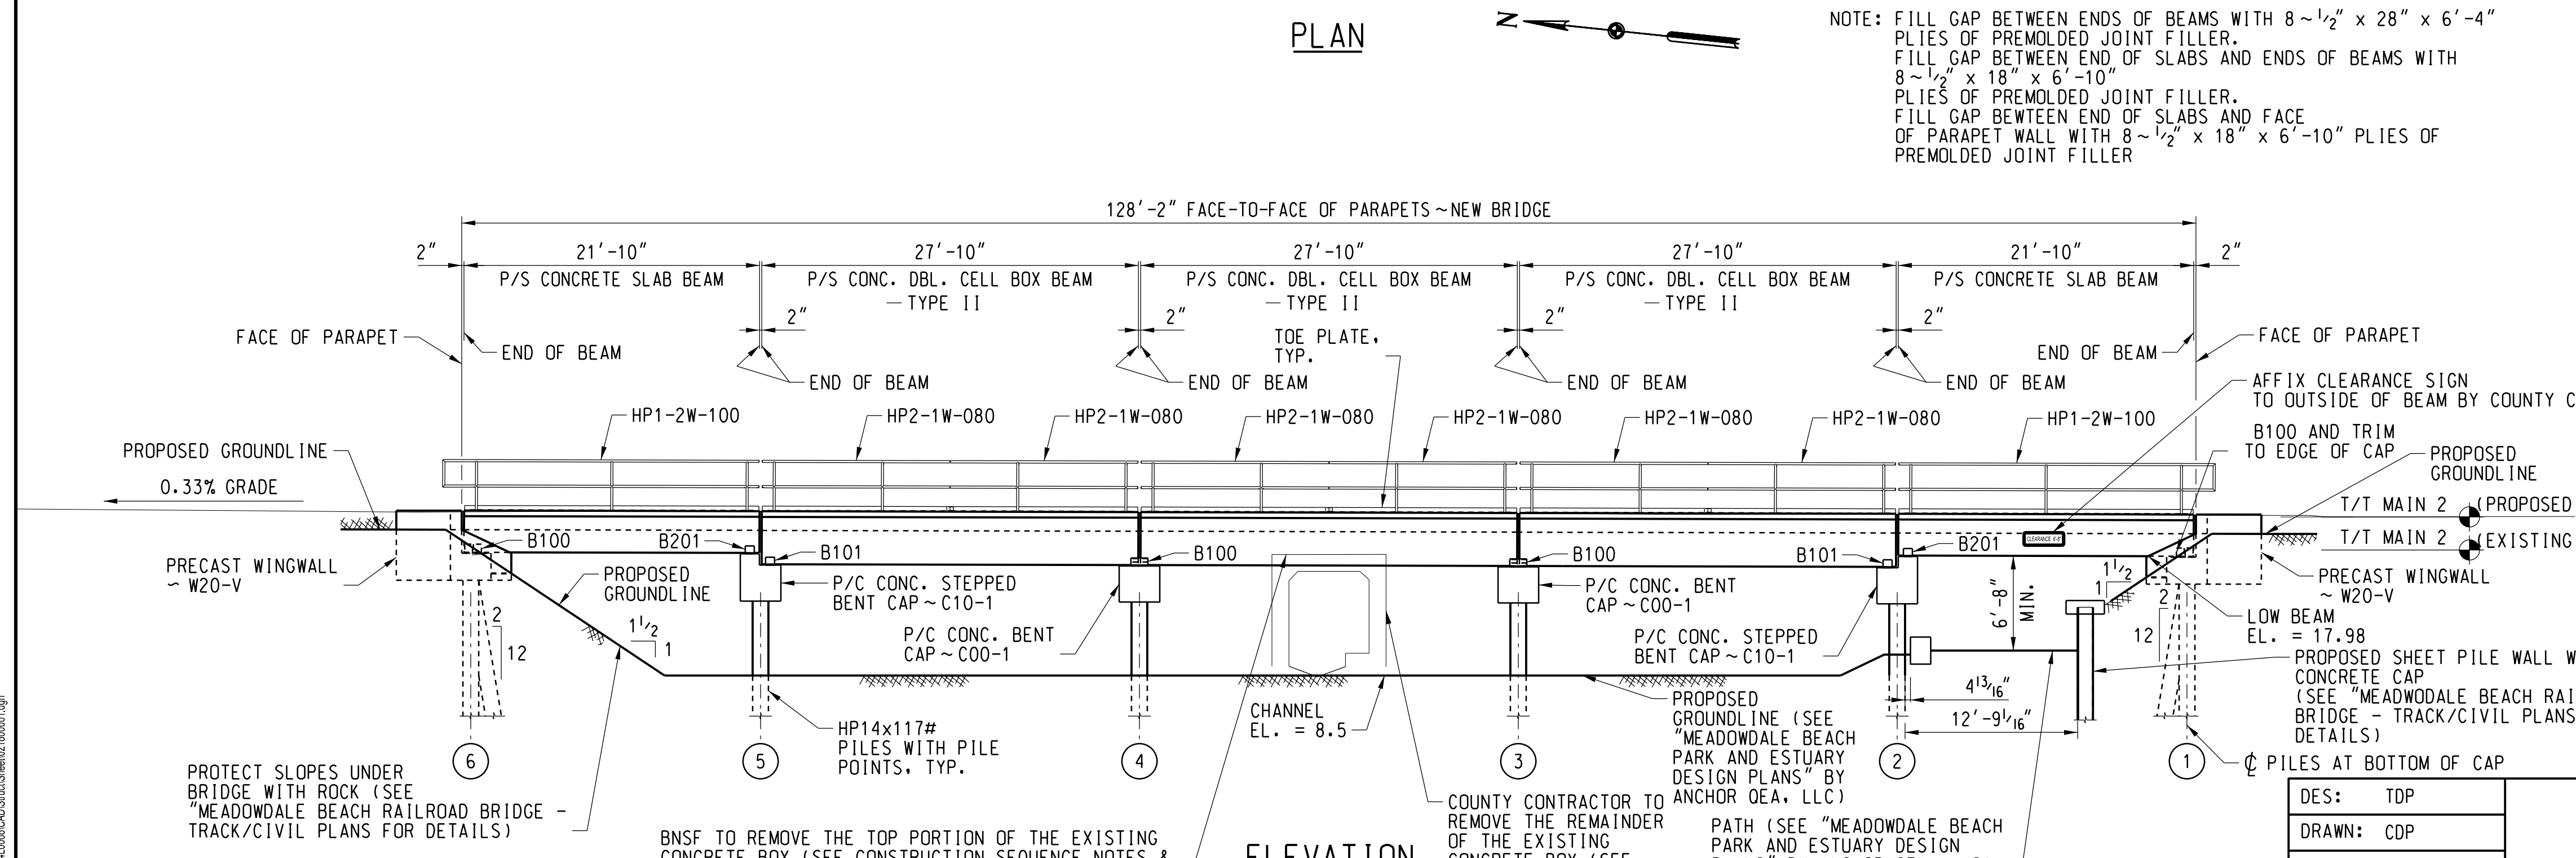 PLAN
N
NOTE: FILL GAP BETWEEN ENDS OF BEAMS WITH 8~1/2" x 28" x 6'-4"
PLIES OF PREMOLDED JOINT FILLER.
FILL GAP BETWEEN END OF SLABS AND ENDS OF BEAMS WITH
8~1/2" x 18" x 6'-10"
PLIES OF PREMOLDED JOINT FILLER.
FILL GAP BEWTEEN END OF SLABS AND FACE
OF PARAPET WALL WITH 8~1/2" x 18" x 6'-10" PLIES OF
PREMOLDED JOINT FILLER
128'-2" FACE-TO-FACE OF PARAPETS~NEW BRIDGE
2" 21'-10" 27'-10" 27'-10" 27'-10" 21'-10" 2"
P/S CONCRETE SLAB BEAM
P/S CONC. DBL. CELL BOX BEAM
— TYPE II
P/S CONC. DBL. CELL BOX BEAM
— TYPE II
P/S CONC. DBL. CELL BOX BEAM
— TYPE II
P/S CONCRETE SLAB BEAM
2" 2" 2" 2"
FACE OF PARAPET
END OF BEAM
END OF BEAM
END OF BEAM
TOE PLATE,
TYP.
END OF BEAM
END OF BEAM
END OF BEAM
FACE OF PARAPET
AFFIX CLEARANCE SIGN
TO OUTSIDE OF BEAM BY COUNTY C
HP1-2W-100
HP2-1W-080
HP2-1W-080
HP2-1W-080
HP2-1W-080
HP2-1W-080
HP2-1W-080
HP1-2W-100
B100 AND TRIM
TO EDGE OF CAP
PROPOSED
GROUNDLINE
PROPOSED GROUNDLINE
0.33% GRADE
T/T MAIN 2 (PROPOSED
T/T MAIN 2 (EXISTING
CLEARANCE 6'-8"
B100
B201
B101
B100
B100
B101
B201
PRECAST WINGWALL
~ W20-V
PROPOSED
GROUNDLINE
P/C CONC. STEPPED
BENT CAP~C10-1
P/C CONC. BENT
CAP~C00-1
P/C CONC. BENT
CAP~C00-1
P/C CONC. STEPPED
BENT CAP~C10-1
6'-8"
MIN.
1 1/2
1
PRECAST WINGWALL
~ W20-V
LOW BEAM
EL. = 17.98
2
12
1 1/2
1
2
12
PROPOSED SHEET PILE WALL W
CONCRETE CAP
(SEE "MEADWODALE BEACH RAI
BRIDGE - TRACK/CIVIL PLANS
DETAILS)
4 13/16"
12'-9 1/16"
HP14x117#
PILES WITH PILE
POINTS, TYP.
CHANNEL
EL. = 8.5
PROPOSED
GROUNDLINE (SEE
"MEADOWDALE BEACH
PARK AND ESTUARY
DESIGN PLANS" BY
ANCHOR QEA, LLC)
6 5 4 3 2 1
℄ PILES AT BOTTOM OF CAP
PROTECT SLOPES UNDER
BRIDGE WITH ROCK (SEE
"MEADOWDALE BEACH RAILROAD BRIDGE -
TRACK/CIVIL PLANS FOR DETAILS)
BNSF TO REMOVE THE TOP PORTION OF THE EXISTING
CONCRETE BOX (SEE CONSTRUCTION SEQUENCE NOTES &
ELEVATION
COUNTY CONTRACTOR TO
REMOVE THE REMAINDER
OF THE EXISTING
CONCRETE BOX (SEE
PATH (SEE "MEADOWDALE BEACH
PARK AND ESTUARY DESIGN
DES: TDP
DRAWN: CDP